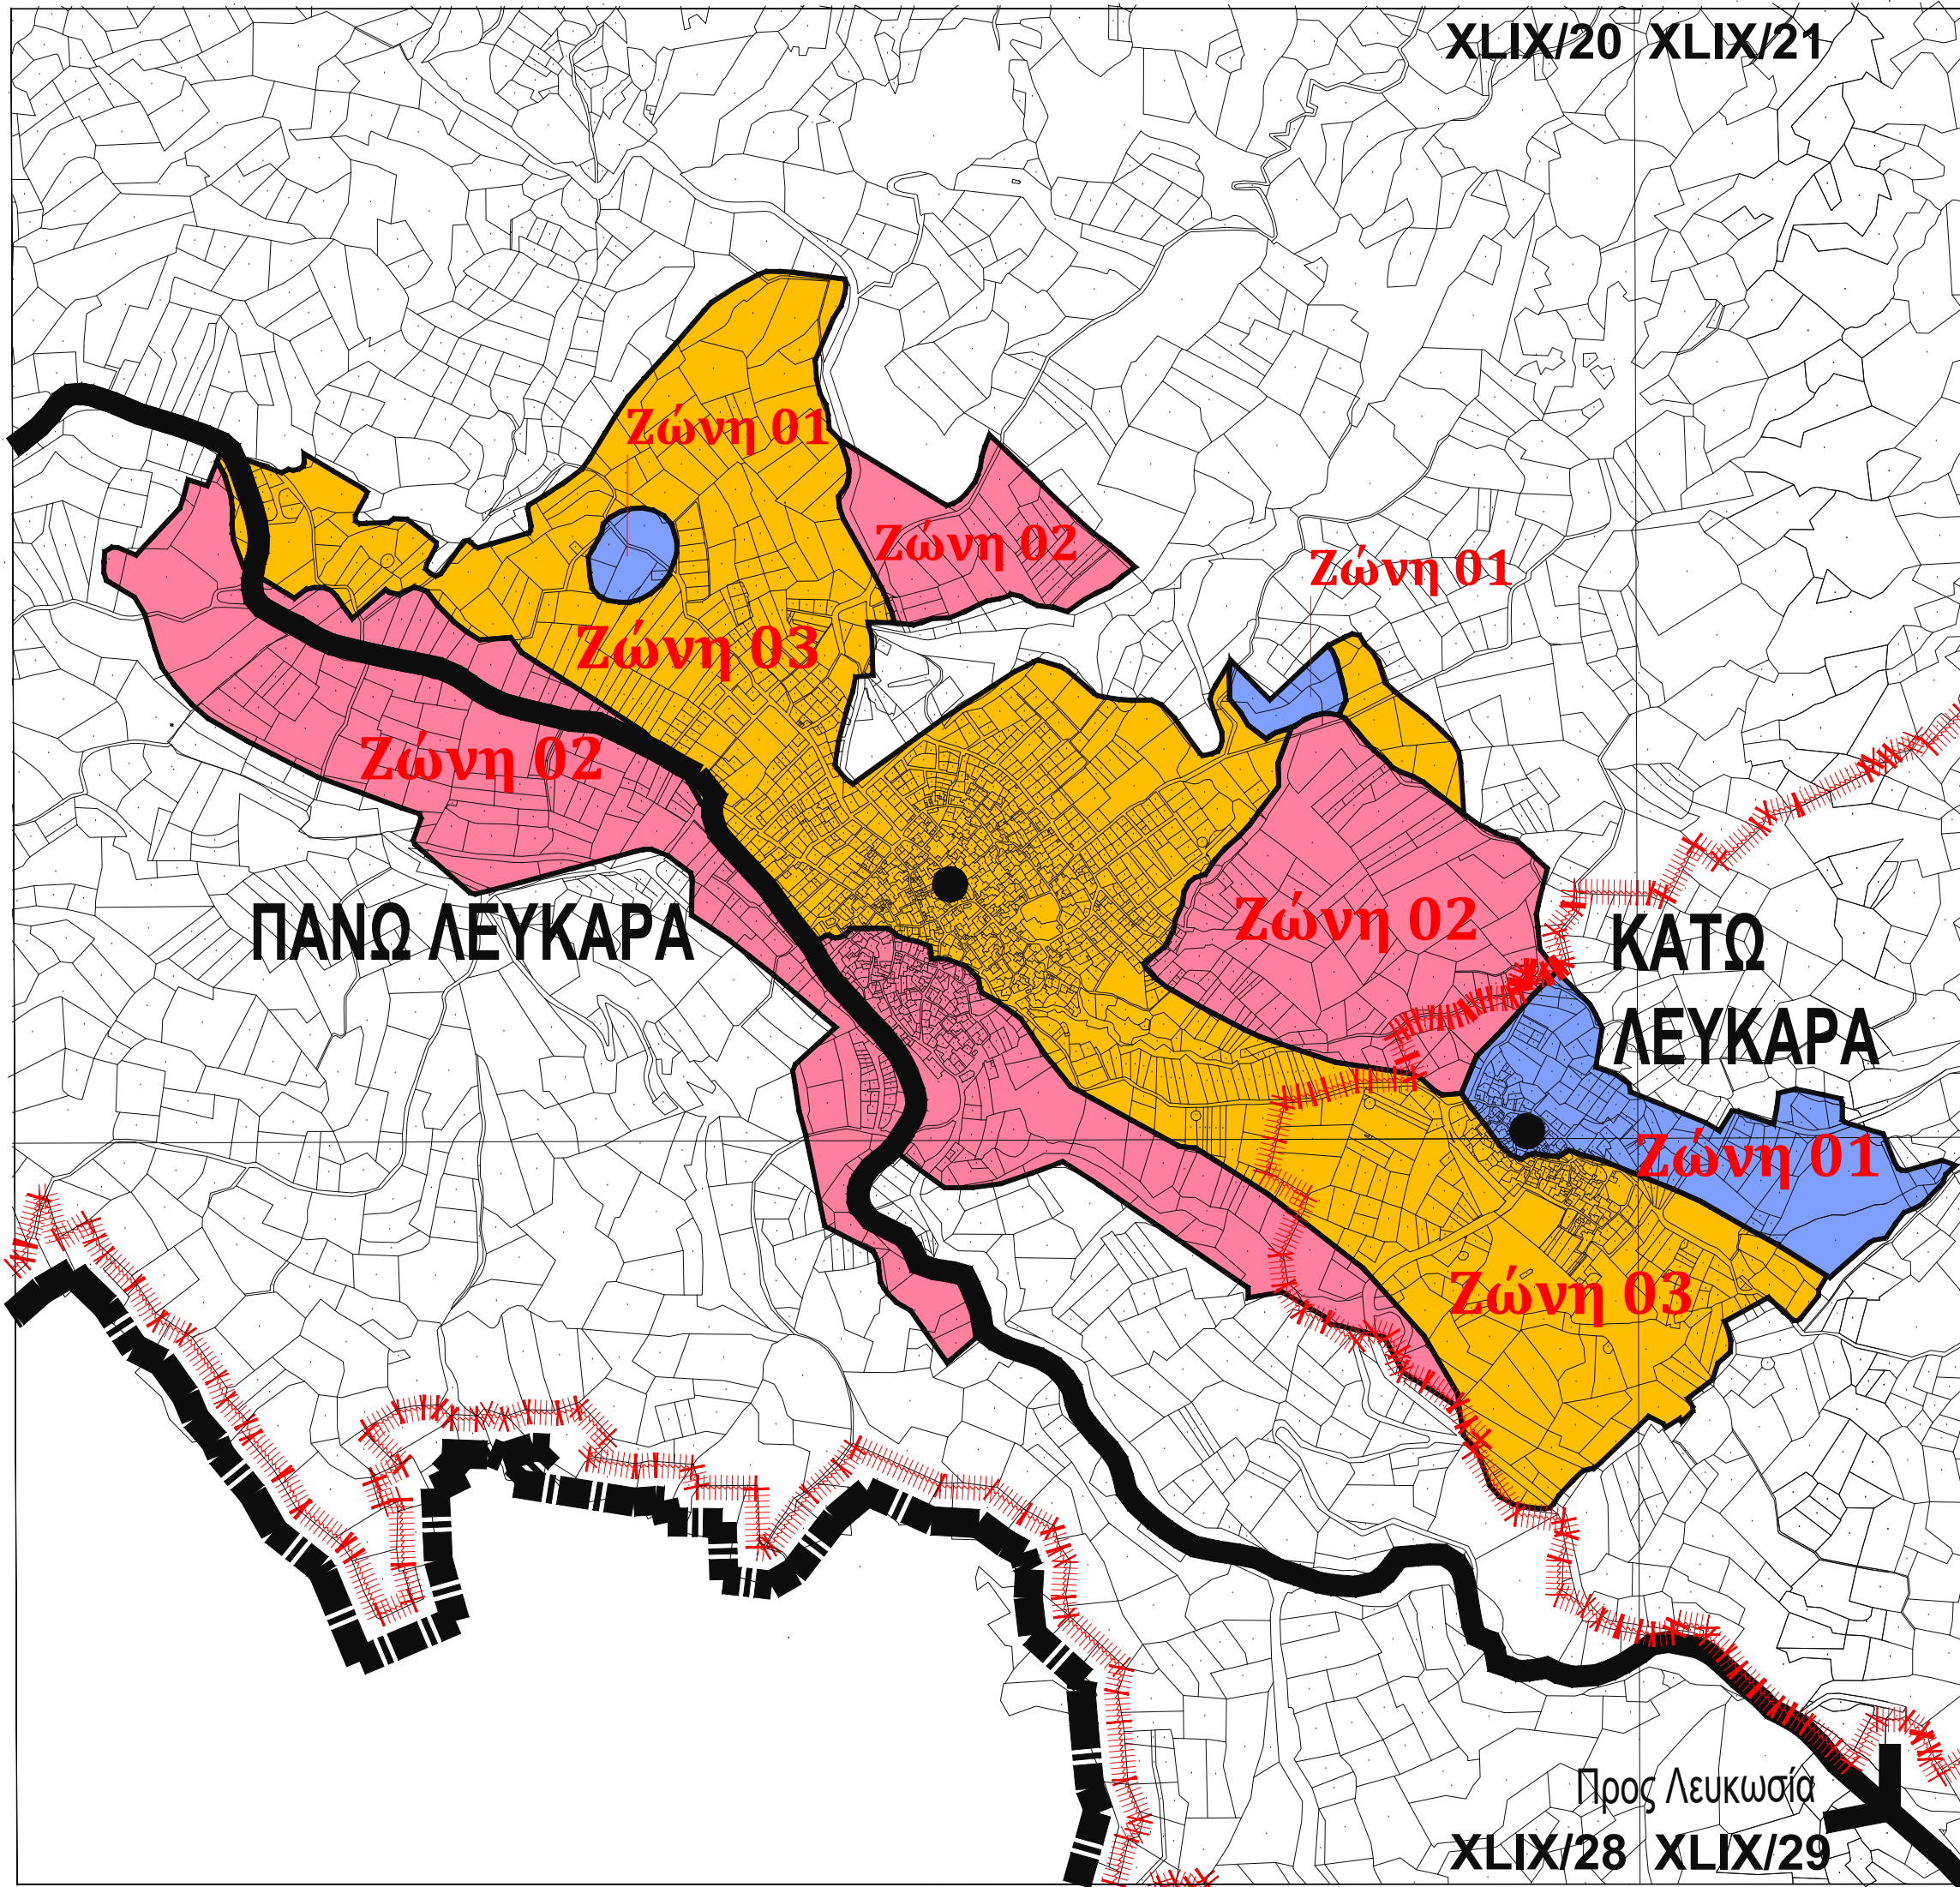 XLIX/20 XLIX/21
Ζώνη 01
Ζώνη 02
Ζώνη 01
Ζώνη 03
Ζώνη 02
Ζώνη 02
ΠΑΝΩ ΛΕΥΚΑΡΑ
ΚΑΤΩ
ΛΕΥΚΑΡΑ
Ζώνη 01
Ζώνη 03
Προς Λευκωσία
XLIX/28 XLIX/29